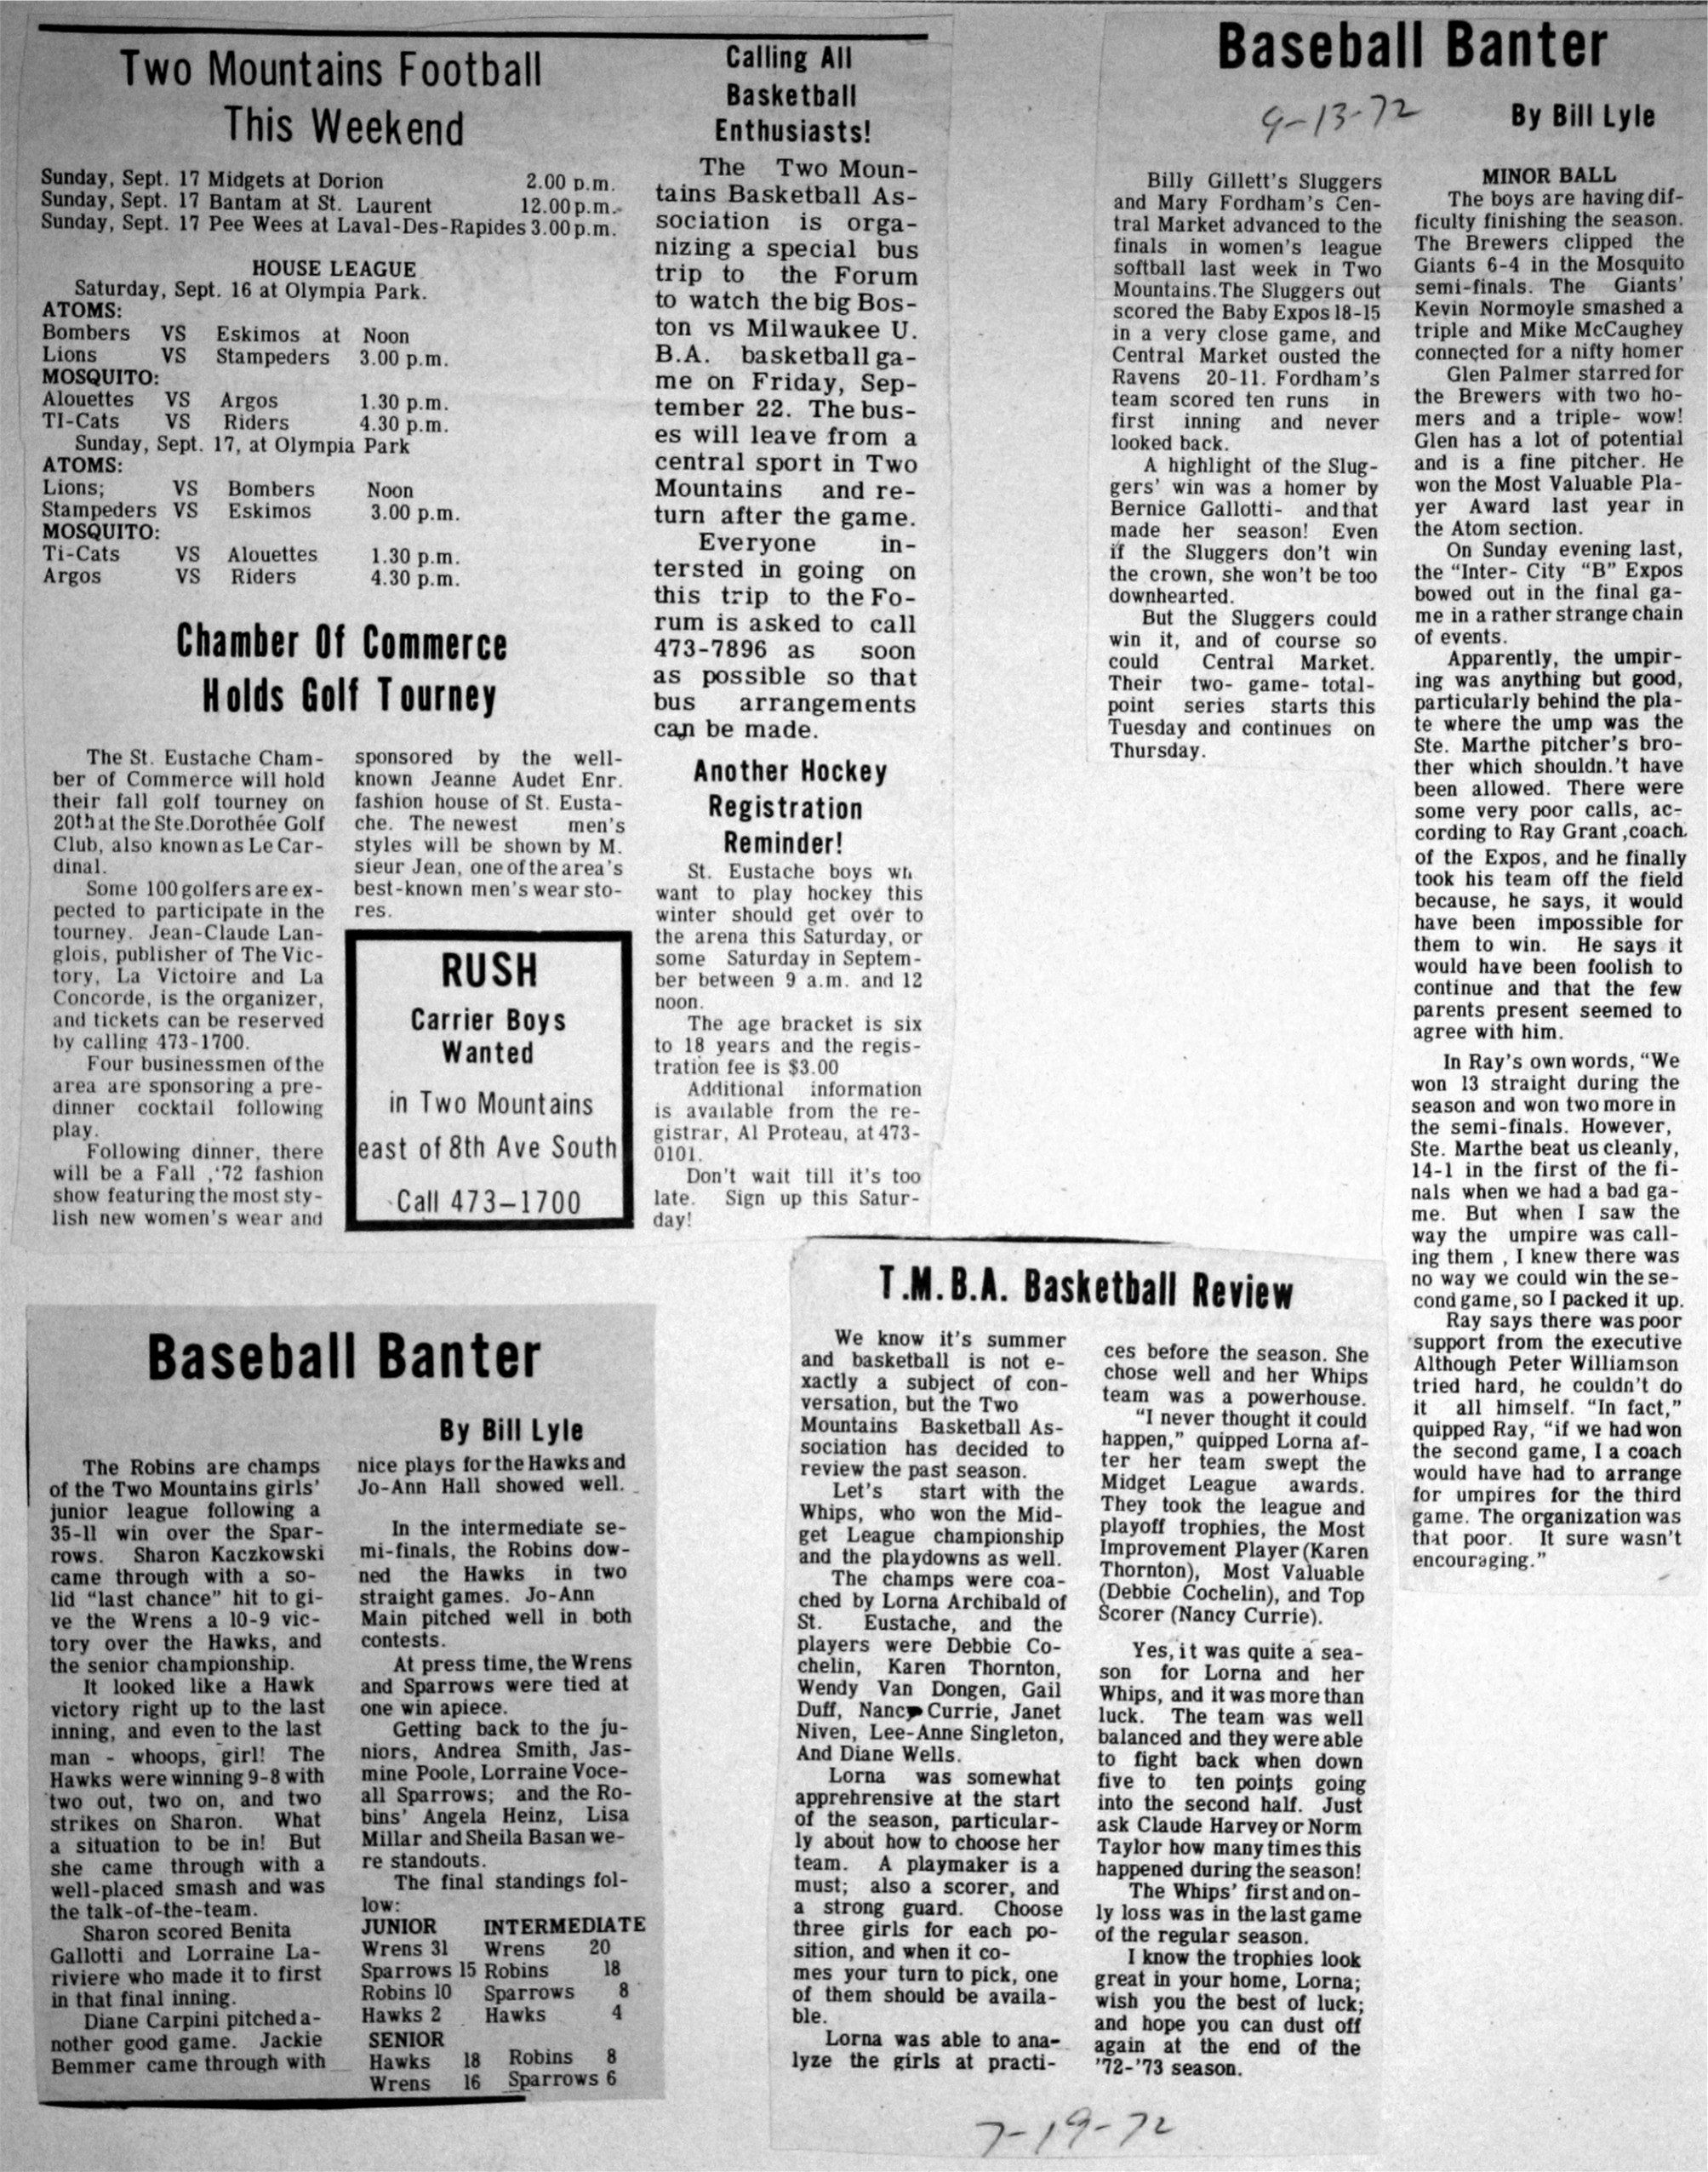 Two Mountains Football
This Weekend
Sunday, Sept. 17 Midgets at Dorion 2.00 p.m.
Sunday, Sept. 17 Bantam at St. Laurent 12.00 p.m.
Sunday, Sept. 17 Pee Wees at Laval-Des-Rapides 3.00 p.m.
HOUSE LEAGUE
Saturday, Sept. 16 at Olympia Park.
ATOMS:
Bombers VS Eskimos at Noon
Lions VS Stampeders 3.00 p.m.
MOSQUITO:
Alouettes VS Argos 1.30 p.m.
TI-Cats VS Riders 4.30 p.m.
Sunday, Sept. 17, at Olympia Park
ATOMS:
Lions; VS Bombers Noon
Stampeders VS Eskimos 3.00 p.m.
MOSQUITO:
Ti-Cats VS Alouettes 1.30 p.m.
Argos VS Riders 4.30 p.m.
Chamber Of Commerce
Holds Golf Tourney
The St. Eustache Cham-
ber of Commerce will hold
their fall golf tourney on
20th at the Ste.Dorothée Golf
Club, also known as Le Car-
dinal.
Some 100 golfers are ex-
pected to participate in the
tourney. Jean-Claude Lan-
glois, publisher of The Vic-
tory, La Victoire and La
Concorde, is the organizer,
and tickets can be reserved
by calling 473-1700.
Four businessmen of the
area are sponsoring a pre-
dinner cocktail following
play.
Following dinner, there
will be a Fall ,'72 fashion
show featuring the most sty-
lish new women's wear and
sponsored by the well-
known Jeanne Audet Enr.
fashion house of St. Eusta-
che. The newest men's
styles will be shown by M.
sieur Jean, one of the area's
best-known men's wear sto-
res.
RUSH
Carrier Boys
Wanted
in Two Mountains
east of 8th Ave South
Call 473-1700
Calling All
Basketball
Enthusiasts!
The Two Moun-
tains Basketball As-
sociation is orga-
nizing a special bus
trip to the Forum
to watch the big Bos-
ton vs Milwaukee U.
B.A. basketball ga-
me on Friday, Sep-
tember 22. The bus-
es will leave from a
central sport in Two
Mountains and re-
turn after the game.
Everyone in-
tersted in going on
this trip to the Fo-
rum is asked to call
473-7896 as soon
as possible so that
bus arrangements
can be made.
Another Hockey
Registration
Reminder!
St. Eustache boys wh
want to play hockey this
winter should get over to
the arena this Saturday, or
some Saturday in Septem-
ber between 9 a.m. and 12
noon.
The age bracket is six
to 18 years and the regis-
tration fee is $3.00
Additional information
is available from the re-
gistrar, Al Proteau, at 473-
0101.
Don't wait till it's too
late. Sign up this Satur-
day!
Baseball Banter
9-13-72
By Bill Lyle
Billy Gillett's Sluggers
and Mary Fordham's Cen-
tral Market advanced to the
finals in women's league
softball last week in Two
Mountains.The Sluggers out
scored the Baby Expos 18-15
in a very close game, and
Central Market ousted the
Ravens 20-11. Fordham's
team scored ten runs in
first inning and never
looked back.
A highlight of the Slug-
gers' win was a homer by
Bernice Gallotti- and that
made her season! Even
if the Sluggers don't win
the crown, she won't be too
downhearted.
But the Sluggers could
win it, and of course so
could Central Market.
Their two- game- total-
point series starts this
Tuesday and continues on
Thursday.
MINOR BALL
The boys are having dif-
ficulty finishing the season.
The Brewers clipped the
Giants 6-4 in the Mosquito
semi-finals. The Giants'
Kevin Normoyle smashed a
triple and Mike McCaughey
connected for a nifty homer
Glen Palmer starred for
the Brewers with two ho-
mers and a triple- wow!
Glen has a lot of potential
and is a fine pitcher. He
won the Most Valuable Pla-
yer Award last year in
the Atom section.
On Sunday evening last,
the "Inter- City "B" Expos
bowed out in the final ga-
me in a rather strange chain
of events.
Apparently, the umpir-
ing was anything but good,
particularly behind the pla-
te where the ump was the
Ste. Marthe pitcher's bro-
ther which shouldn.'t have
been allowed. There were
some very poor calls, ac-
cording to Ray Grant ,coach.
of the Expos, and he finally
took his team off the field
because, he says, it would
have been impossible for
them to win. He says it
would have been foolish to
continue and that the few
parents present seemed to
agree with him.
In Ray's own words, "We
won 13 straight during the
season and won two more in
the semi-finals. However,
Ste. Marthe beat us cleanly,
14-1 in the first of the fi-
nals when we had a bad ga-
me. But when I saw the
way the umpire was call-
ing them , I knew there was
no way we could win the se-
cond game, so I packed it up.
Ray says there was poor
support from the executive
Although Peter Williamson
tried hard, he couldn't do
it all himself. "In fact,"
quipped Ray, "if we had won
the second game, I a coach
would have had to arrange
for umpires for the third
game. The organization was
that poor. It sure wasn't
encouraging."
Baseball Banter
By Bill Lyle
The Robins are champs
of the Two Mountains girls'
junior league following a
35-11 win over the Spar-
rows. Sharon Kaczkowski
came through with a so-
lid "last chance" hit to gi-
ve the Wrens a 10-9 vic-
tory over the Hawks, and
the senior championship.
It looked like a Hawk
victory right up to the last
inning, and even to the last
man - whoops, girl! The
Hawks were winning 9-8 with
two out, two on, and two
strikes on Sharon. What
a situation to be in! But
she came through with a
well-placed smash and was
the talk-of-the-team.
Sharon scored Benita
Gallotti and Lorraine La-
riviere who made it to first
in that final inning.
Diane Carpini pitched a-
nother good game. Jackie
Bemmer came through with
nice plays for the Hawks and
Jo-Ann Hall showed well.
In the intermediate se-
mi-finals, the Robins dow-
ned the Hawks in two
straight games. Jo-Ann
Main pitched well in both
contests.
At press time, the Wrens
and Sparrows were tied at
one win apiece.
Getting back to the ju-
niors, Andrea Smith, Jas-
mine Poole, Lorraine Voce-
all Sparrows; and the Ro-
bins' Angela Heinz, Lisa
Millar and Sheila Basan we-
re standouts.
The final standings fol-
low:
JUNIOR INTERMEDIATE
Wrens 31 Wrens 20
Sparrows 15 Robins 18
Robins 10 Sparrows 8
Hawks 2 Hawks 4
SENIOR
Hawks 18 Robins 8
Wrens 16 Sparrows 6
T.M.B.A. Basketball Review
We know it's summer
and basketball is not e-
xactly a subject of con-
versation, but the Two
Mountains Basketball As-
sociation has decided to
review the past season.
Let's start with the
Whips, who won the Mid-
get League championship
and the playdowns as well.
The champs were coa-
ched by Lorna Archibald of
St. Eustache, and the
players were Debbie Co-
chelin, Karen Thornton,
Wendy Van Dongen, Gail
Duff, Nancy Currie, Janet
Niven, Lee-Anne Singleton,
And Diane Wells.
Lorna was somewhat
apprehrensive at the start
of the season, particular-
ly about how to choose her
team. A playmaker is a
must; also a scorer, and
a strong guard. Choose
three girls for each po-
sition, and when it co-
mes your turn to pick, one
of them should be availa-
ble.
Lorna was able to ana-
lyze the girls at practi-
ces before the season. She
chose well and her Whips
team was a powerhouse.
"I never thought it could
happen," quipped Lorna af-
ter her team swept the
Midget League awards.
They took the league and
playoff trophies, the Most
Improvement Player (Karen
Thornton), Most Valuable
(Debbie Cochelin), and Top
Scorer (Nancy Currie).
Yes, it was quite a sea-
son for Lorna and her
Whips, and it was more than
luck. The team was well
balanced and they were able
to fight back when down
five to ten points going
into the second half. Just
ask Claude Harvey or Norm
Taylor how many times this
happened during the season!
The Whips' first and on-
ly loss was in the last game
of the regular season.
I know the trophies look
great in your home, Lorna;
wish you the best of luck;
and hope you can dust off
again at the end of the
'72-'73 season.
7-19-72